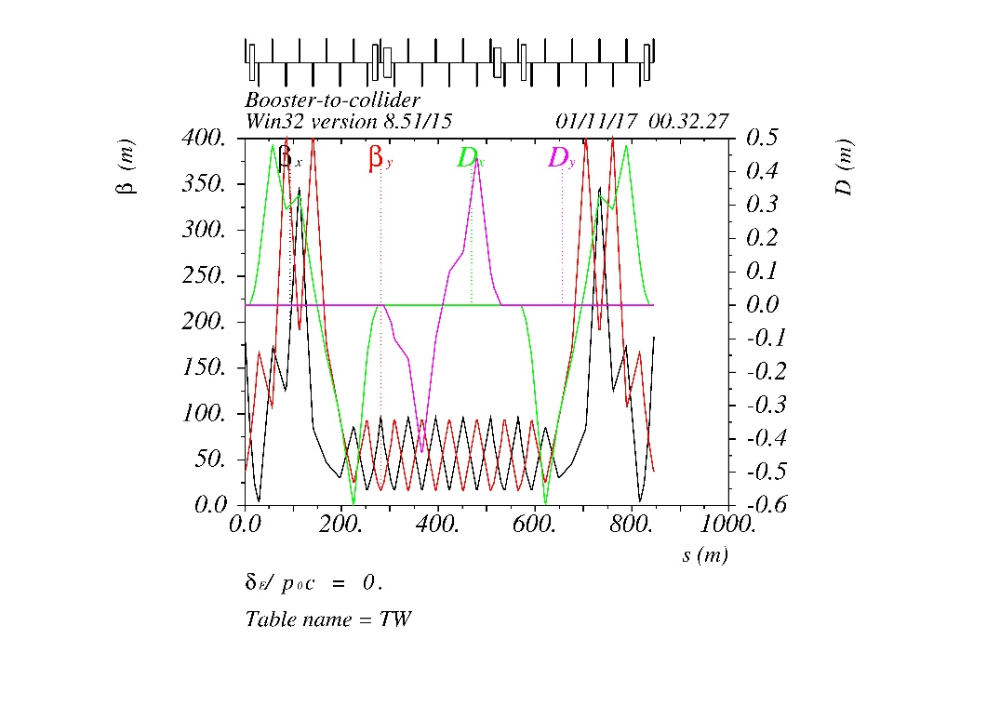 Booster-to-collider
Win32 version 8.51/15 01/11/17 00.32.27
β (m)
400.
350.
300.
250.
200.
150.
100.
50.
0.0
βx βy Dx Dy
D (m)
0.5
0.4
0.3
0.2
0.1
0.0
-0.1
-0.2
-0.3
-0.4
-0.5
-0.6
0.0 200. 400. 600. 800. 1000.
s (m)
δE/ p0c = 0.
Table name = TW